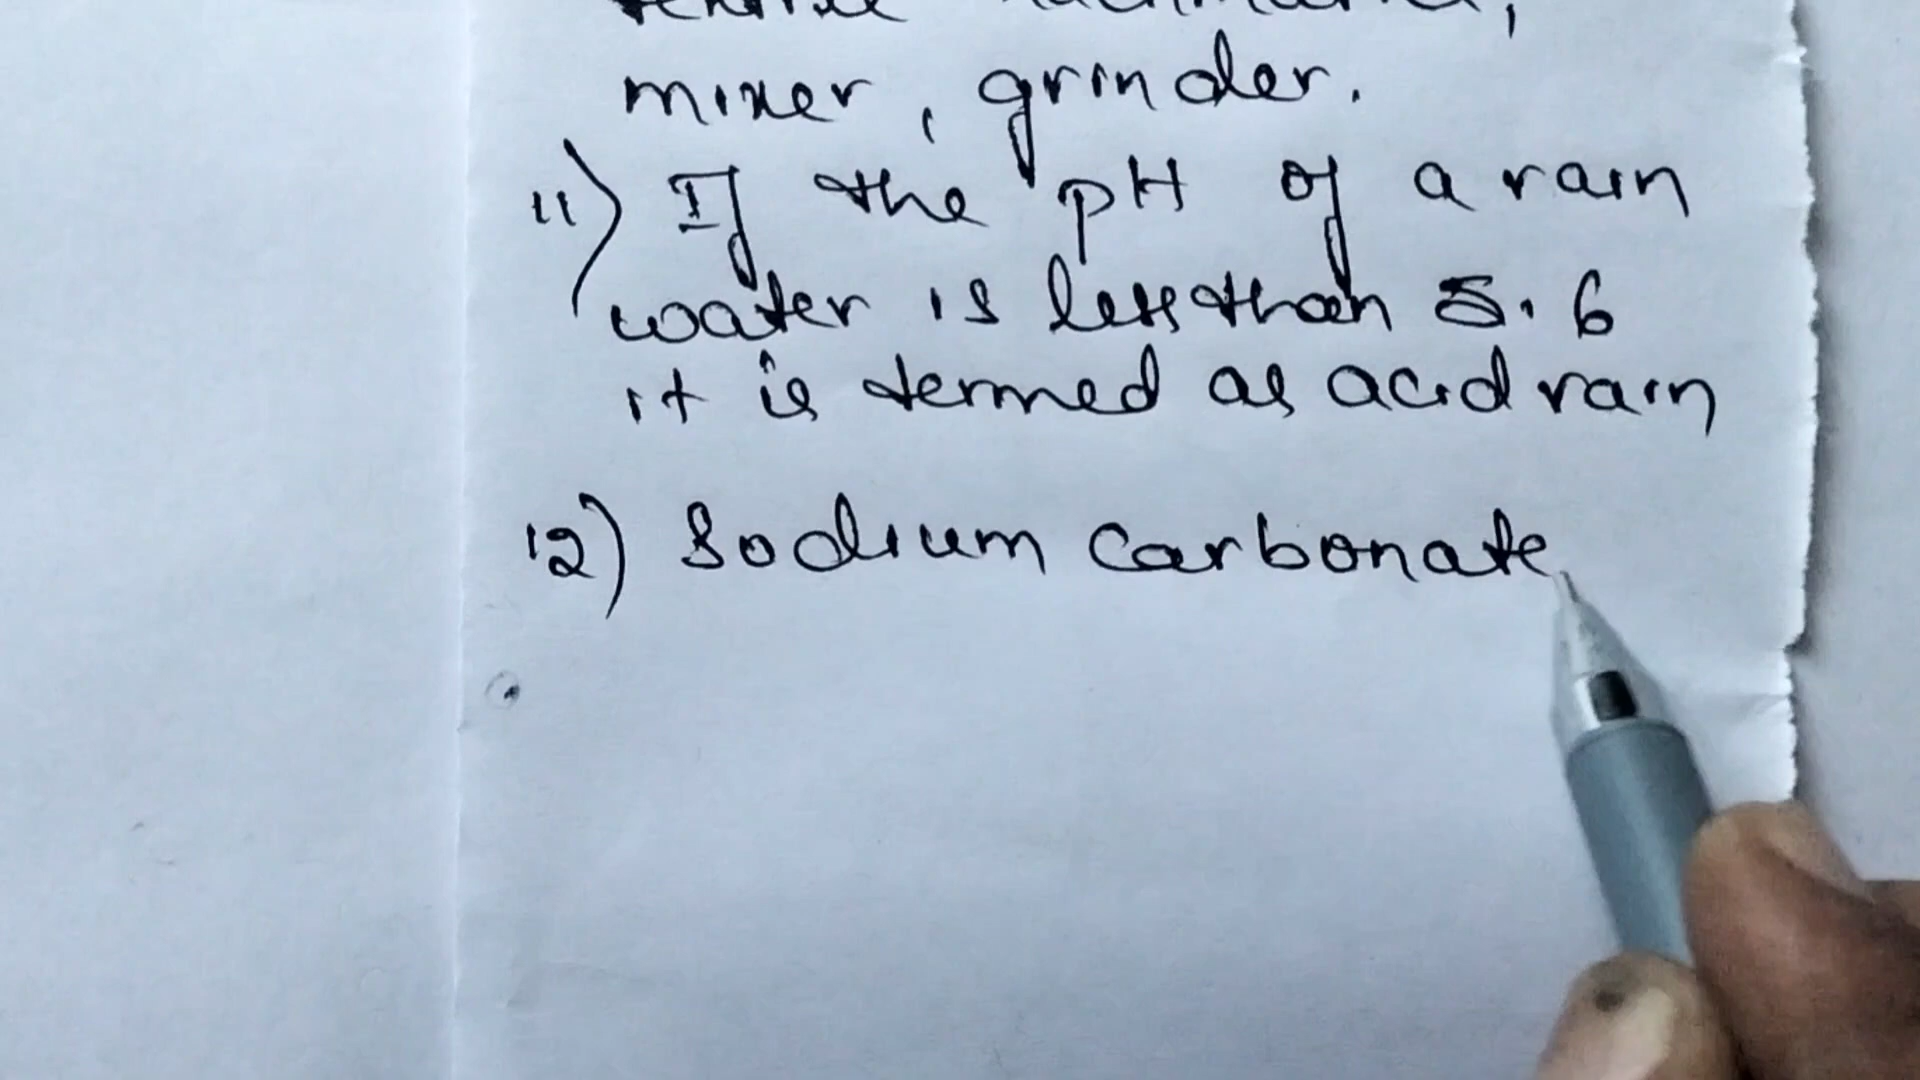 mixer, grinder.
11) If the pH of a rain
water is less than 5.6
it is termed as acid rain
12) Sodium Carbonate